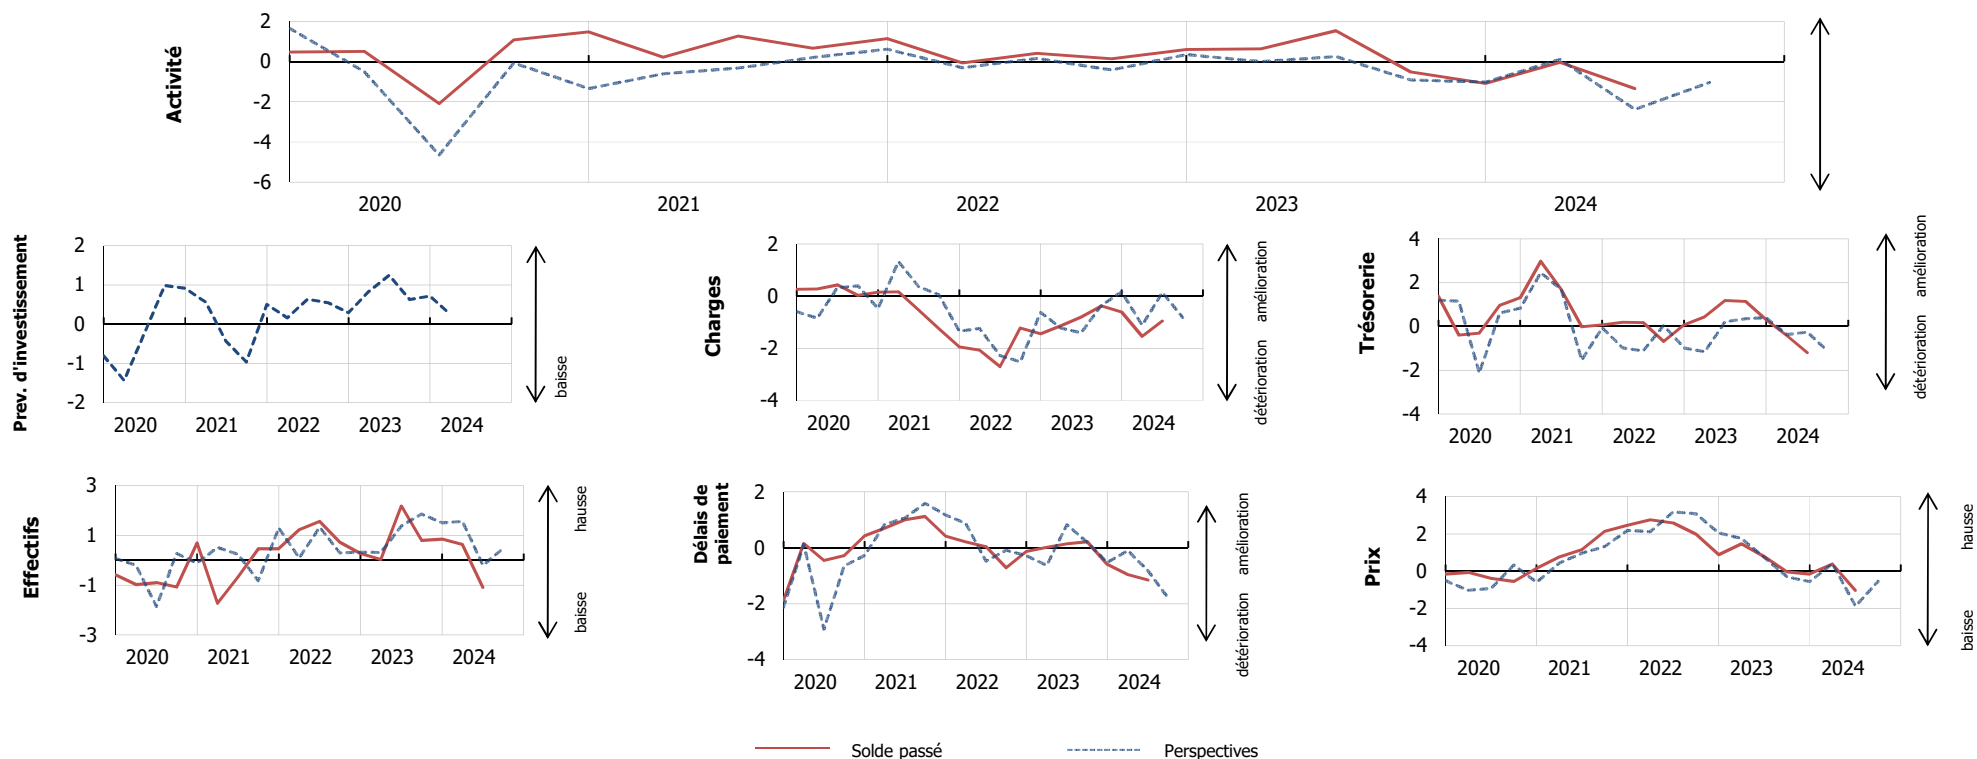 Activité
2
0
-2
-4
-6
2020 2021 2022 2023 2024
Prev. d'investissement
2
1
0
-1
-2
2020 2021 2022 2023 2024
baisse
Charges
2
0
-2
-4
2020 2021 2022 2023 2024
détérioration amélioration
Trésorerie
4
2
0
-2
-4
2020 2021 2022 2023 2024
détérioration amélioration
Effectifs
3
1
-1
-3
2020 2021 2022 2023 2024
baisse hausse
Délais de
paiement
2
0
-2
-4
2020 2021 2022 2023 2024
détérioration amélioration
Prix
4
2
0
-2
-4
2020 2021 2022 2023 2024
baisse hausse
Solde passé Perspectives